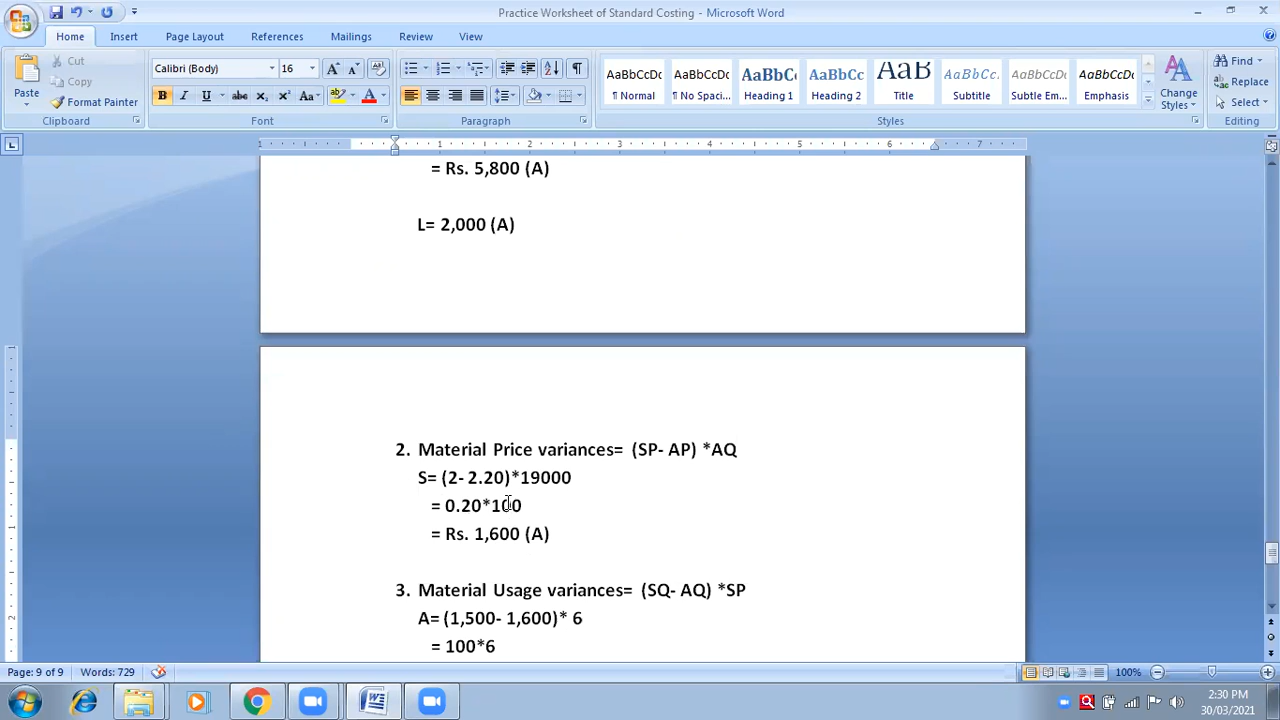 Practice Worksheet of Standard Costing - Microsoft Word
Home Insert Page Layout References Mailings Review View
Cut
Copy
Format Painter
Paste
Clipboard
Calibri (Body) 16
B I U abc X₂ X² Aa
Font
Paragraph
AaBbCcDc AaBbCcDc AaBbCc AaBbCc AaB AaBbCc. AaBbCcDc AaBbCcDc
¶ Normal ¶ No Spaci... Heading 1 Heading 2 Title Subtitle Subtle Em... Emphasis
Change Styles
Styles
Find
Replace
Select
Editing
= Rs. 5,800 (A)
L= 2,000 (A)
2. Material Price variances= (SP- AP) *AQ
S= (2- 2.20)*19000
= 0.20*100
= Rs. 1,600 (A)
3. Material Usage variances= (SQ- AQ) *SP
A= (1,500- 1,600)* 6
= 100*6
Page: 9 of 9 Words: 729 100%
2:30 PM
30/03/2021